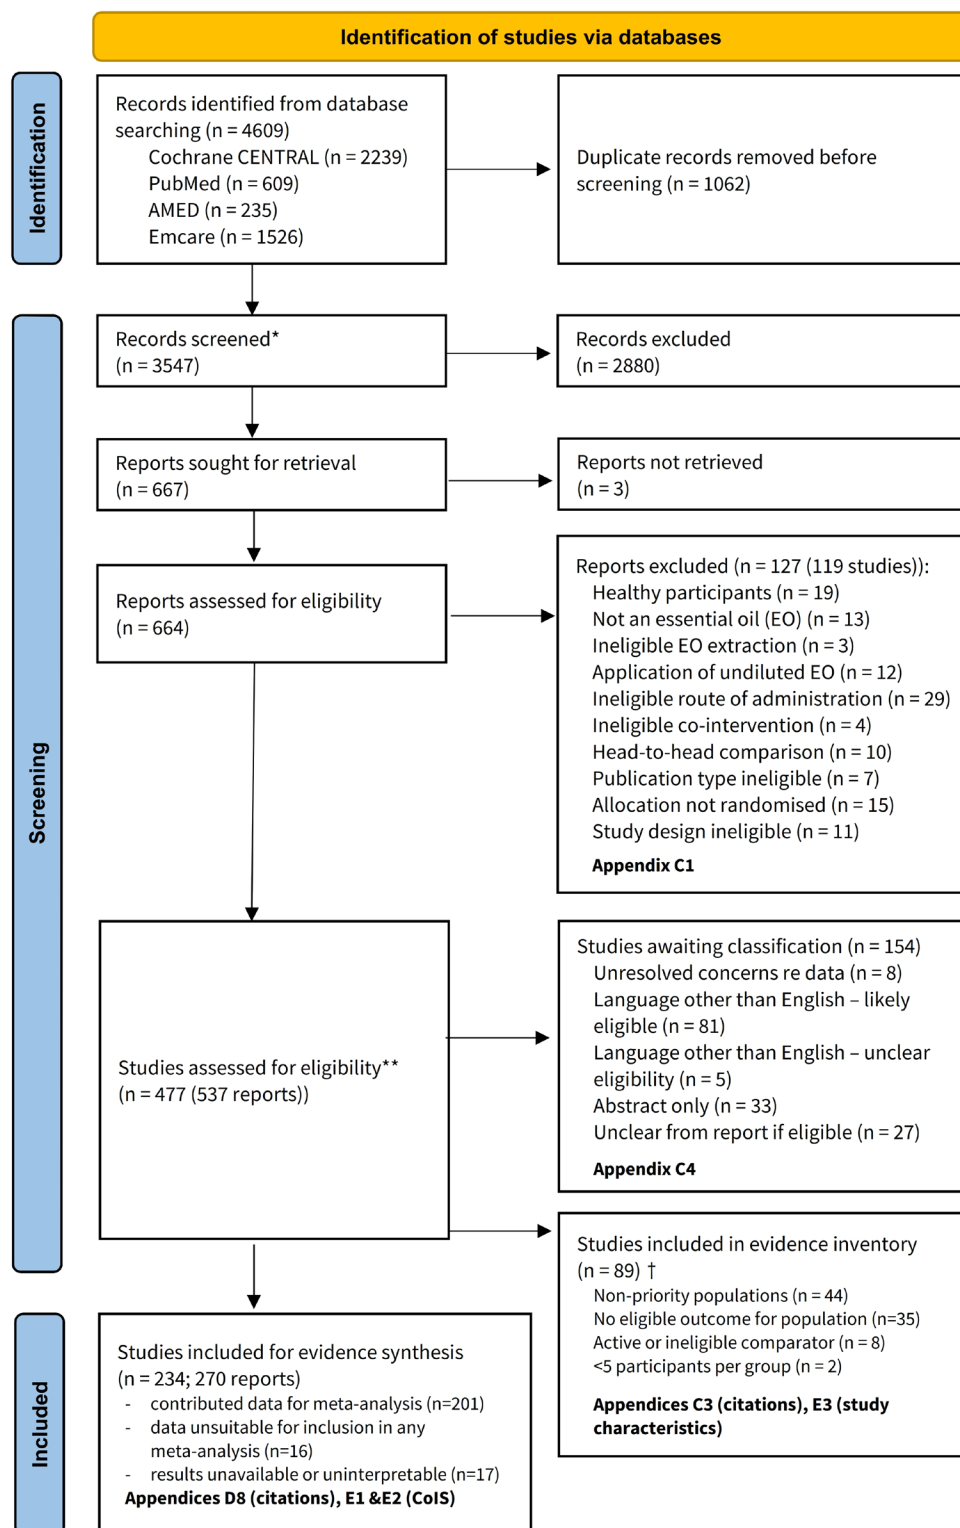 Identification of studies via databases
Identification
Records identified from database
searching (n = 4609)
Cochrane CENTRAL (n = 2239)
PubMed (n = 609)
AMED (n = 235)
Emcare (n = 1526)
Duplicate records removed before
screening (n = 1062)
Screening
Records screened*
(n = 3547)
Records excluded
(n = 2880)
Reports sought for retrieval
(n = 667)
Reports not retrieved
(n = 3)
Reports assessed for eligibility
(n = 664)
Reports excluded (n = 127 (119 studies)):
Healthy participants (n = 19)
Not an essential oil (EO) (n = 13)
Ineligible EO extraction (n = 3)
Application of undiluted EO (n = 12)
Ineligible route of administration (n = 29)
Ineligible co-intervention (n = 4)
Head-to-head comparison (n = 10)
Publication type ineligible (n = 7)
Allocation not randomised (n = 15)
Study design ineligible (n = 11)
Appendix C1
Studies assessed for eligibility**
(n = 477 (537 reports))
Studies awaiting classification (n = 154)
Unresolved concerns re data (n = 8)
Language other than English – likely
eligible (n = 81)
Language other than English – unclear
eligibility (n = 5)
Abstract only (n = 33)
Unclear from report if eligible (n = 27)
Appendix C4
Studies included in evidence inventory
(n = 89) †
Non-priority populations (n = 44)
No eligible outcome for population (n=35)
Active or ineligible comparator (n = 8)
<5 participants per group (n = 2)
Appendices C3 (citations), E3 (study
characteristics)
Included
Studies included for evidence synthesis
(n = 234; 270 reports)
- contributed data for meta-analysis (n=201)
- data unsuitable for inclusion in any
meta-analysis (n=16)
- results unavailable or uninterpretable (n=17)
Appendices D8 (citations), E1 &E2 (CoIS)